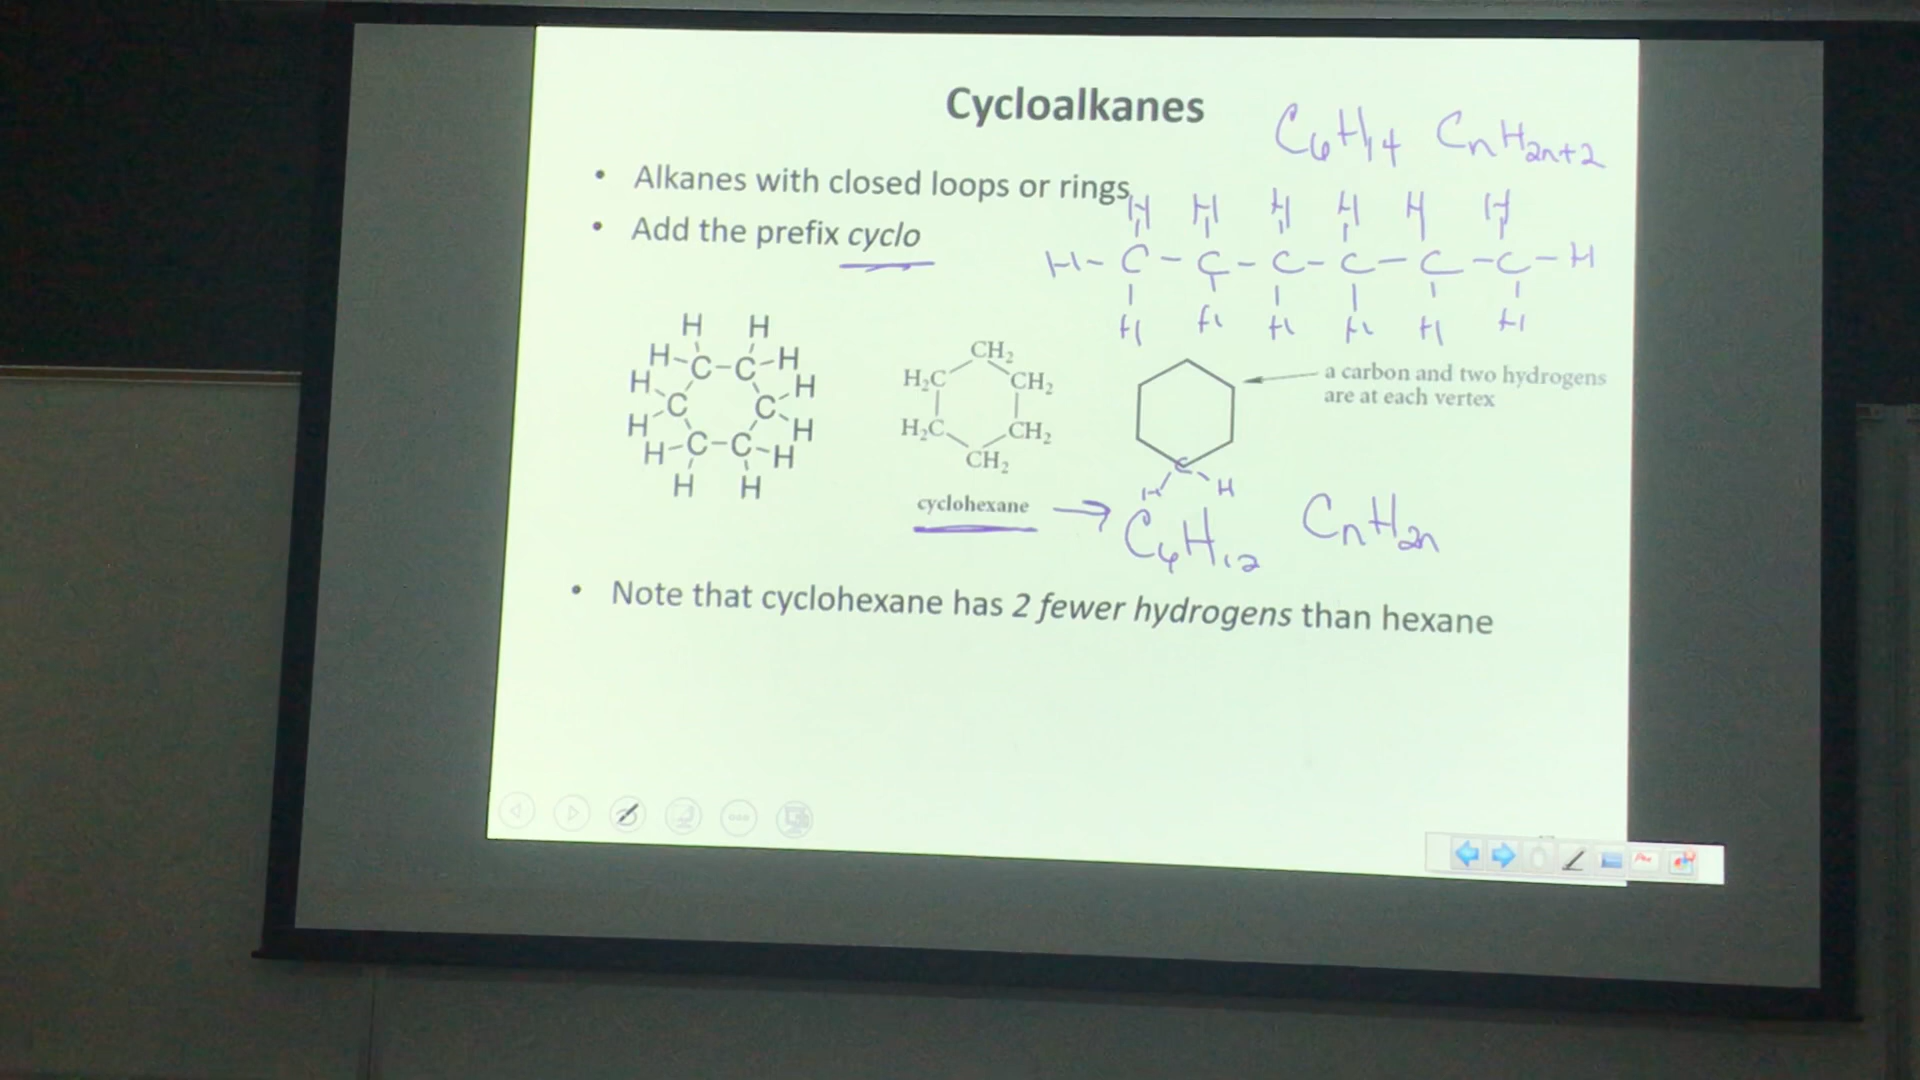 Cycloalkanes
C6H14 CnH2n+2
• Alkanes with closed loops or rings
• Add the prefix cyclo
H H H H H H
H-C-C-C-C-C-C-H
H H H H H H
H H
H-C-C-H
H H
C C
H H
H-C-C-H
H H
CH₂
H₂C CH₂
H₂C CH₂
CH₂
a carbon and two hydrogens
are at each vertex
C
H H
cyclohexane → C6H12 CnH2n
• Note that cyclohexane has 2 fewer hydrogens than hexane